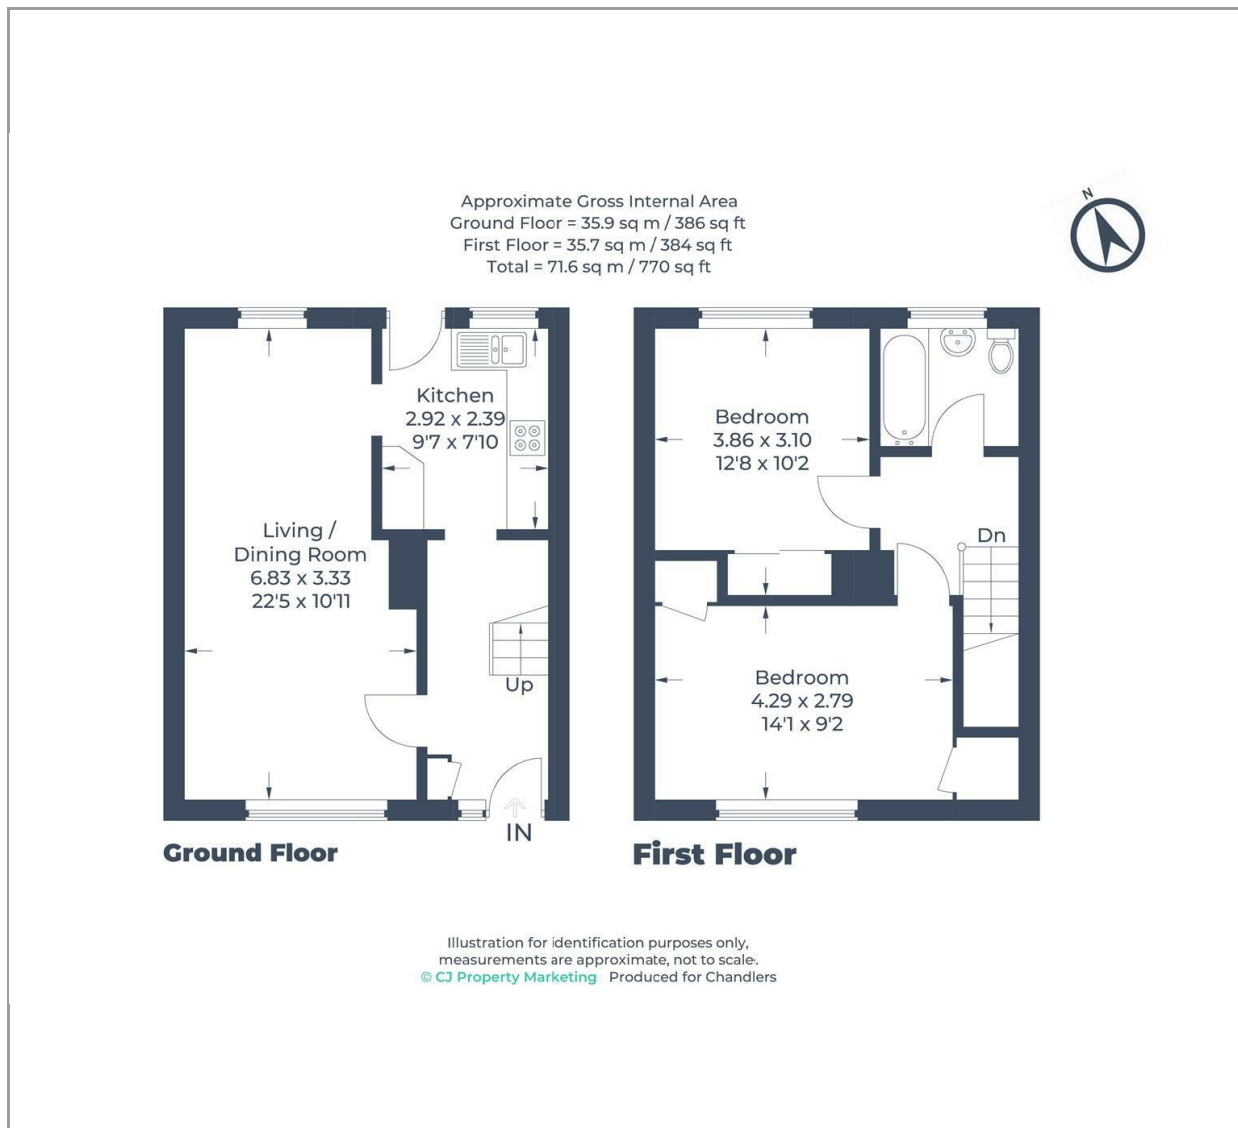 Approximate Gross Internal Area
Ground Floor = 35.9 sq m / 386 sq ft
First Floor = 35.7 sq m / 384 sq ft
Total = 71.6 sq m / 770 sq ft
N
Kitchen
2.92 x 2.39
9'7 x 7'10
Living /
Dining Room
6.83 x 3.33
22'5 x 10'11
Up
IN
Ground Floor
Bedroom
3.86 x 3.10
12'8 x 10'2
Dn
Bedroom
4.29 x 2.79
14'1 x 9'2
First Floor
Illustration for identification purposes only,
measurements are approximate, not to scale.
© CJ Property Marketing Produced for Chandlers